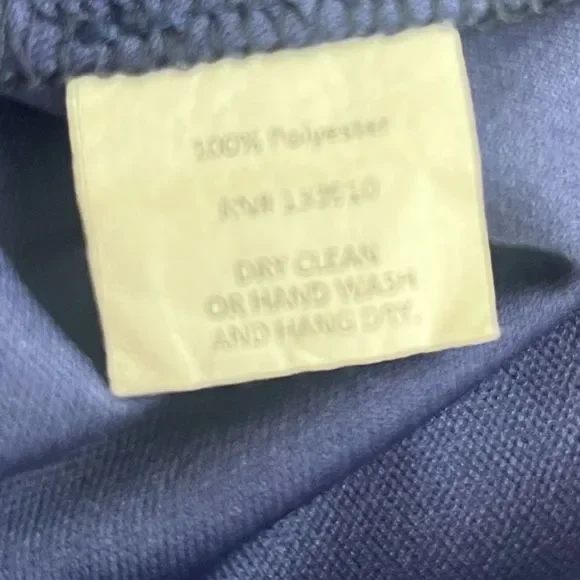 100% Polyester
RN#
DRY CLEAN
OR HAND WASH
AND HANG DRY.